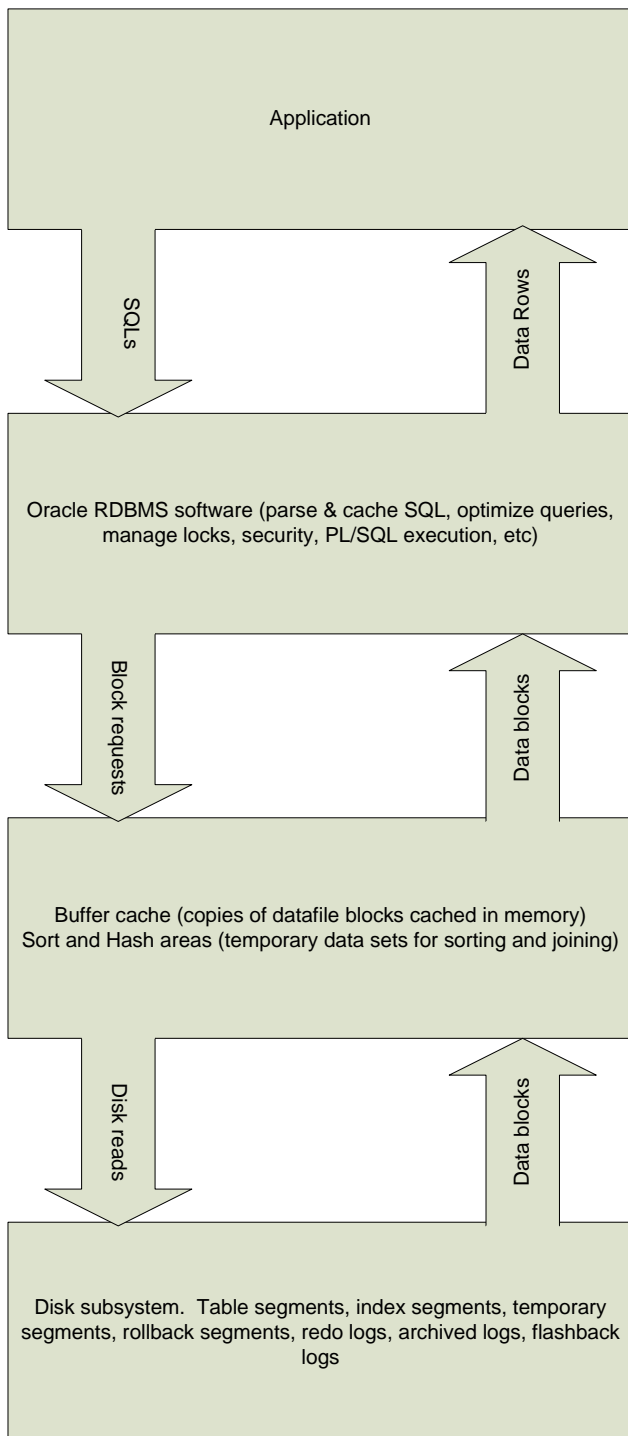 Application
SQLs
Data Rows
Oracle RDBMS software (parse & cache SQL, optimize queries,
manage locks, security, PL/SQL execution, etc)
Block requests
Data blocks
Buffer cache (copies of datafile blocks cached in memory)
Sort and Hash areas (temporary data sets for sorting and joining)
Disk reads
Data blocks
Disk subsystem.  Table segments, index segments, temporary
segments, rollback segments, redo logs, archived logs, flashback
logs